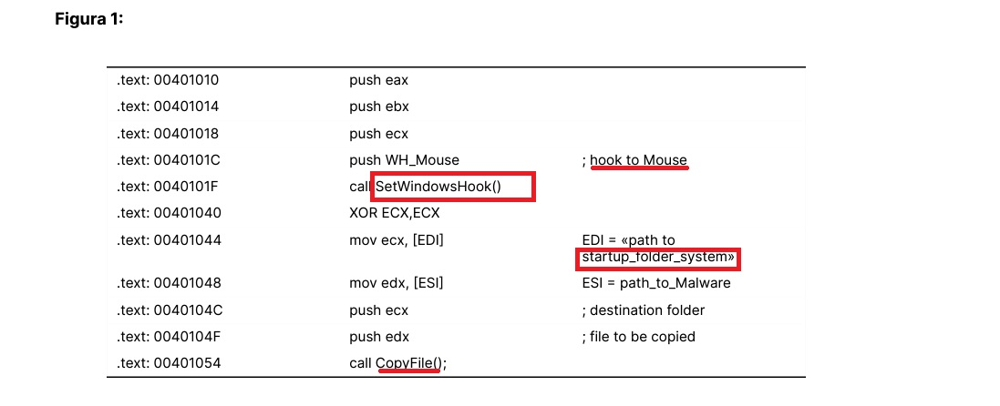 Figura 1:
.text: 00401010 push eax
.text: 00401014 push ebx
.text: 00401018 push ecx
.text: 0040101C push WH_Mouse ; hook to Mouse
.text: 0040101F call SetWindowsHook()
.text: 00401040 XOR ECX,ECX
.text: 00401044 mov ecx, [EDI] EDI = «path to
startup_folder_system»
.text: 00401048 mov edx, [ESI] ESI = path_to_Malware
.text: 0040104C push ecx ; destination folder
.text: 0040104F push edx ; file to be copied
.text: 00401054 call CopyFile();